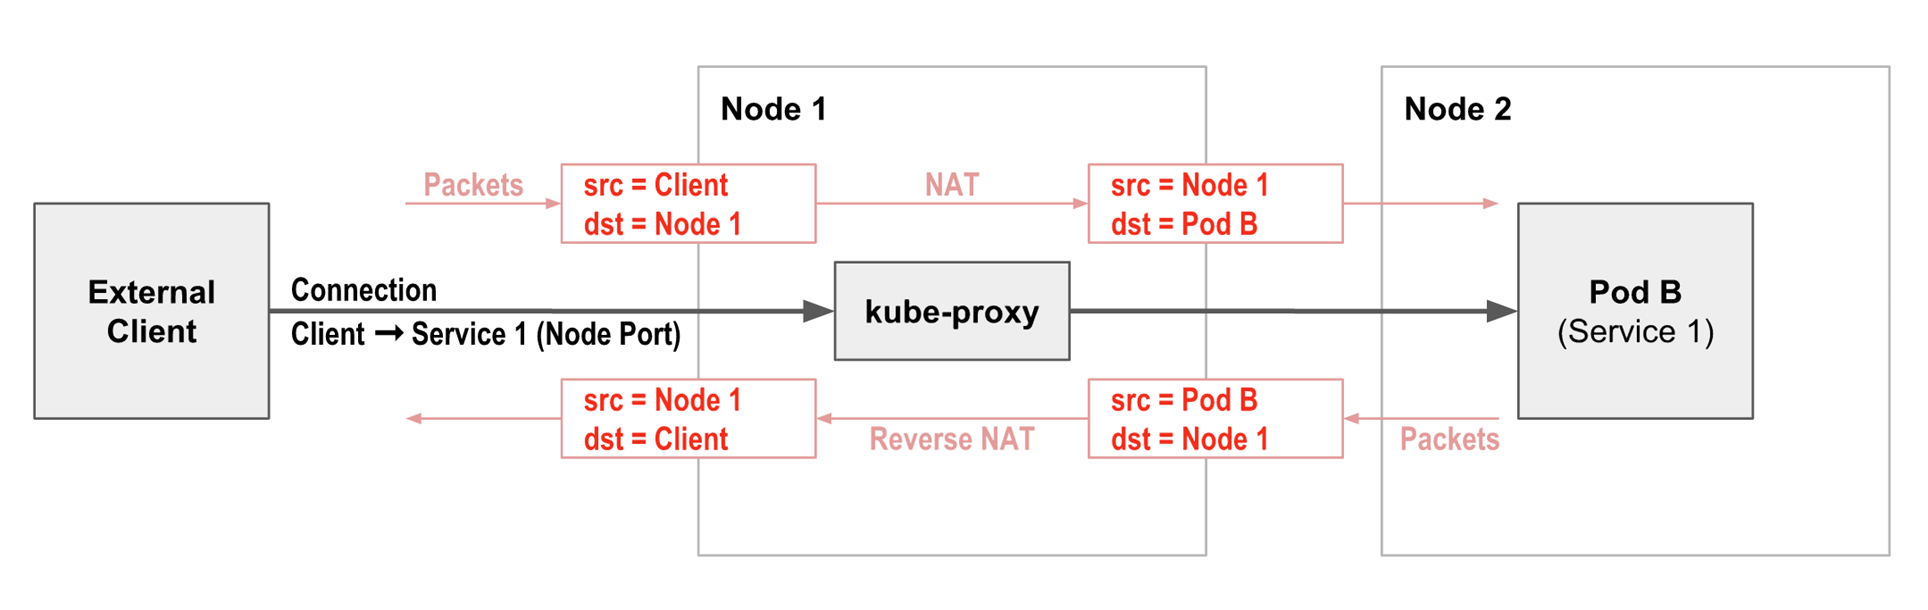 Node 1
Node 2
Packets
src = Client
dst = Node 1
NAT
src = Node 1
dst = Pod B
External
Client
Connection
Client ➞ Service 1 (Node Port)
kube-proxy
Pod B
(Service 1)
src = Node 1
dst = Client
Reverse NAT
src = Pod B
dst = Node 1
Packets